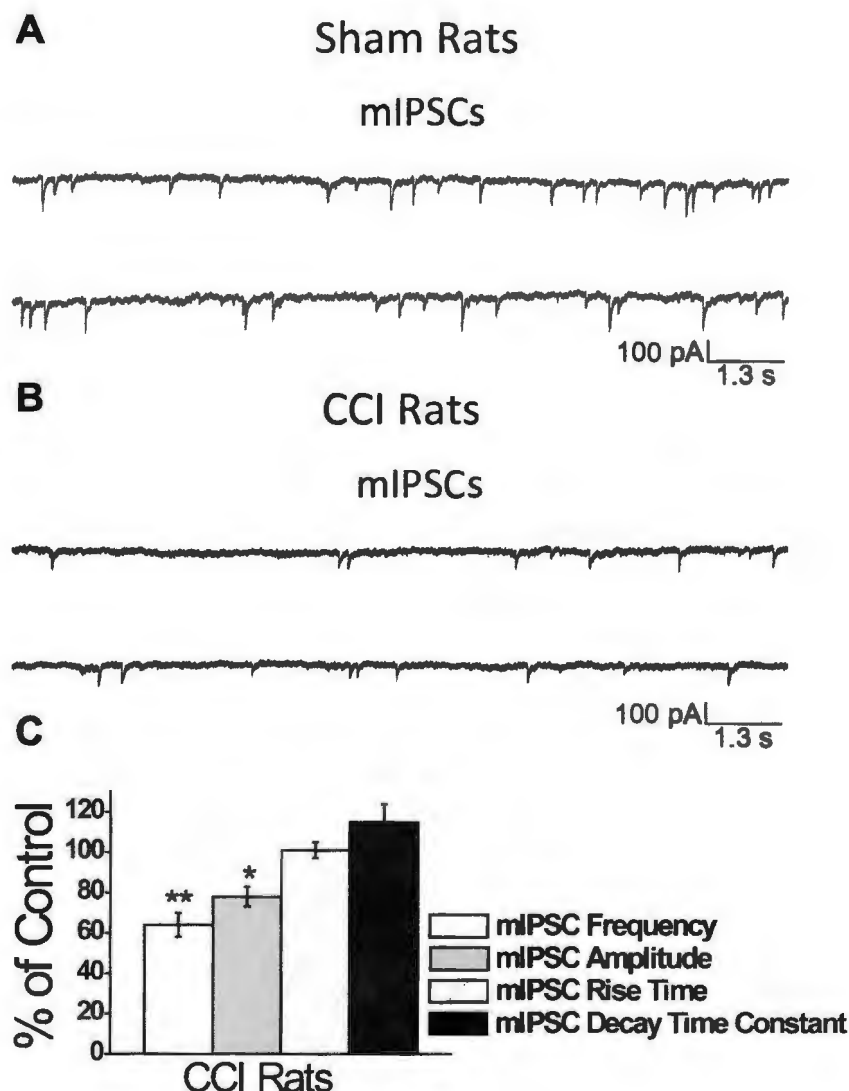 A
Sham Rats
mIPSCs
100 pA
1.3 s
B
CCI Rats
mIPSCs
100 pA
1.3 s
C
% of Control
120
100
80
60
40
20
0
**
*
CCI Rats
mIPSC Frequency
mIPSC Amplitude
mIPSC Rise Time
mIPSC Decay Time Constant